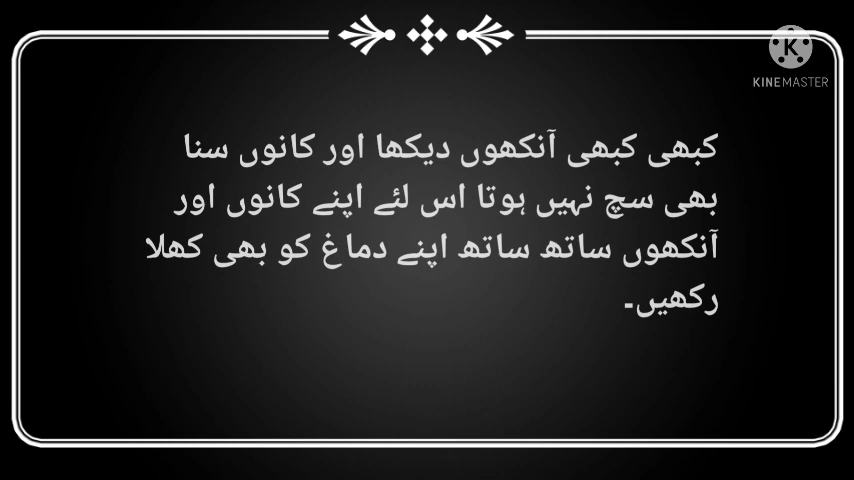 KINEMASTER
کبھی کبھی آنکھوں دیکھا اور کانوں سنا
بھی سچ نہیں ہوتا اس لئے اپنے کانوں اور
آنکھوں ساتھ ساتھ اپنے دماغ کو بھی کھلا
رکھیں۔